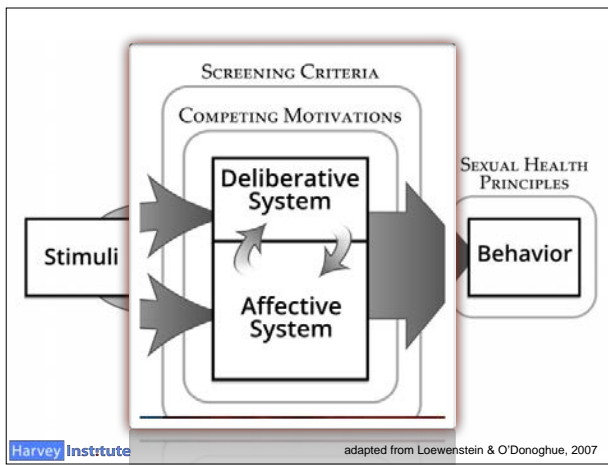 SCREENING CRITERIA
COMPETING MOTIVATIONS
Deliberative
System
SEXUAL HEALTH
PRINCIPLES
Stimuli
Behavior
Affective
System
Harvey Institute
adapted from Loewenstein & O’Donoghue, 2007